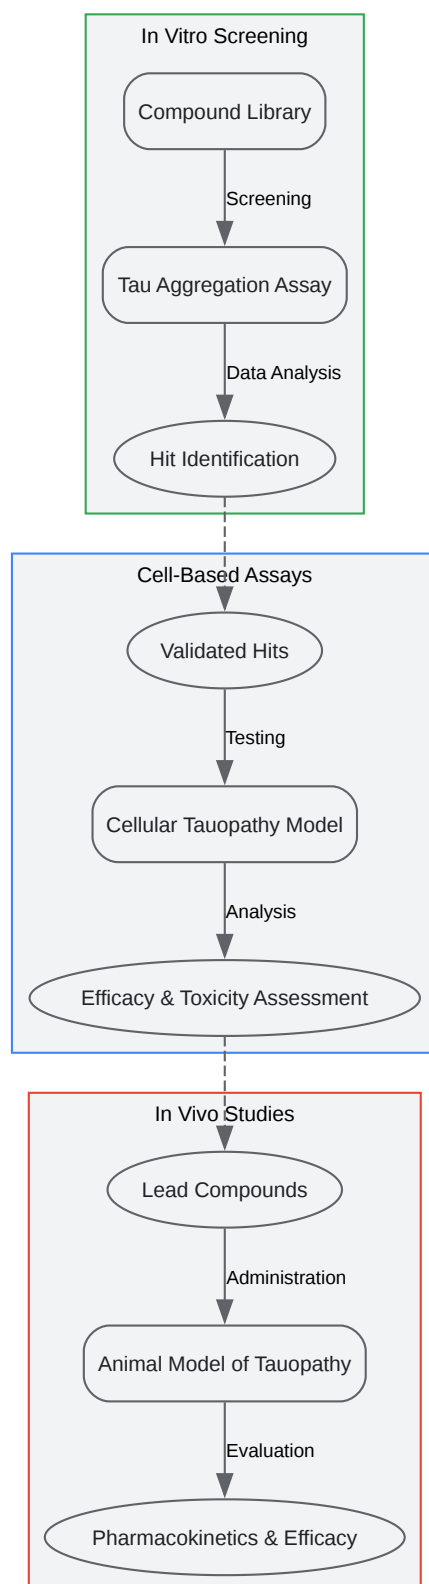 In Vitro Screening
Compound Library
Screening
Tau Aggregation Assay
Data Analysis
Hit Identification
Cell-Based Assays
Validated Hits
Testing
Cellular Tauopathy Model
Analysis
Efficacy & Toxicity Assessment
In Vivo Studies
Lead Compounds
Administration
Animal Model of Tauopathy
Evaluation
Pharmacokinetics & Efficacy